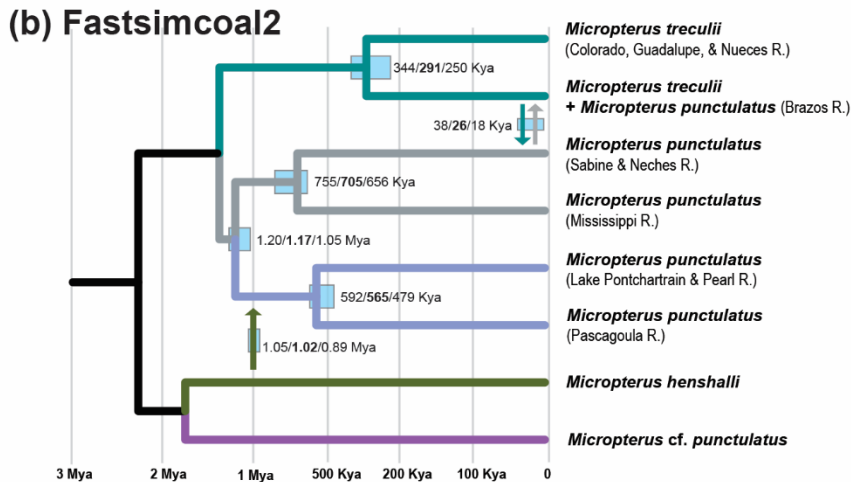 (b) Fastsimcoal2
Micropterus treculii
(Colorado, Guadalupe, & Nueces R.)
344/291/250 Kya
Micropterus treculii
+ Micropterus punctulatus (Brazos R.)
38/26/18 Kya
Micropterus punctulatus
(Sabine & Neches R.)
755/705/656 Kya
Micropterus punctulatus
(Mississippi R.)
1.20/1.17/1.05 Mya
Micropterus punctulatus
(Lake Pontchartrain & Pearl R.)
592/565/479 Kya
Micropterus punctulatus
(Pascagoula R.)
1.05/1.02/0.89 Mya
Micropterus henshalli
Micropterus cf. punctulatus
3 Mya 2 Mya 1 Mya 500 Kya 200 Kya 100 Kya 0